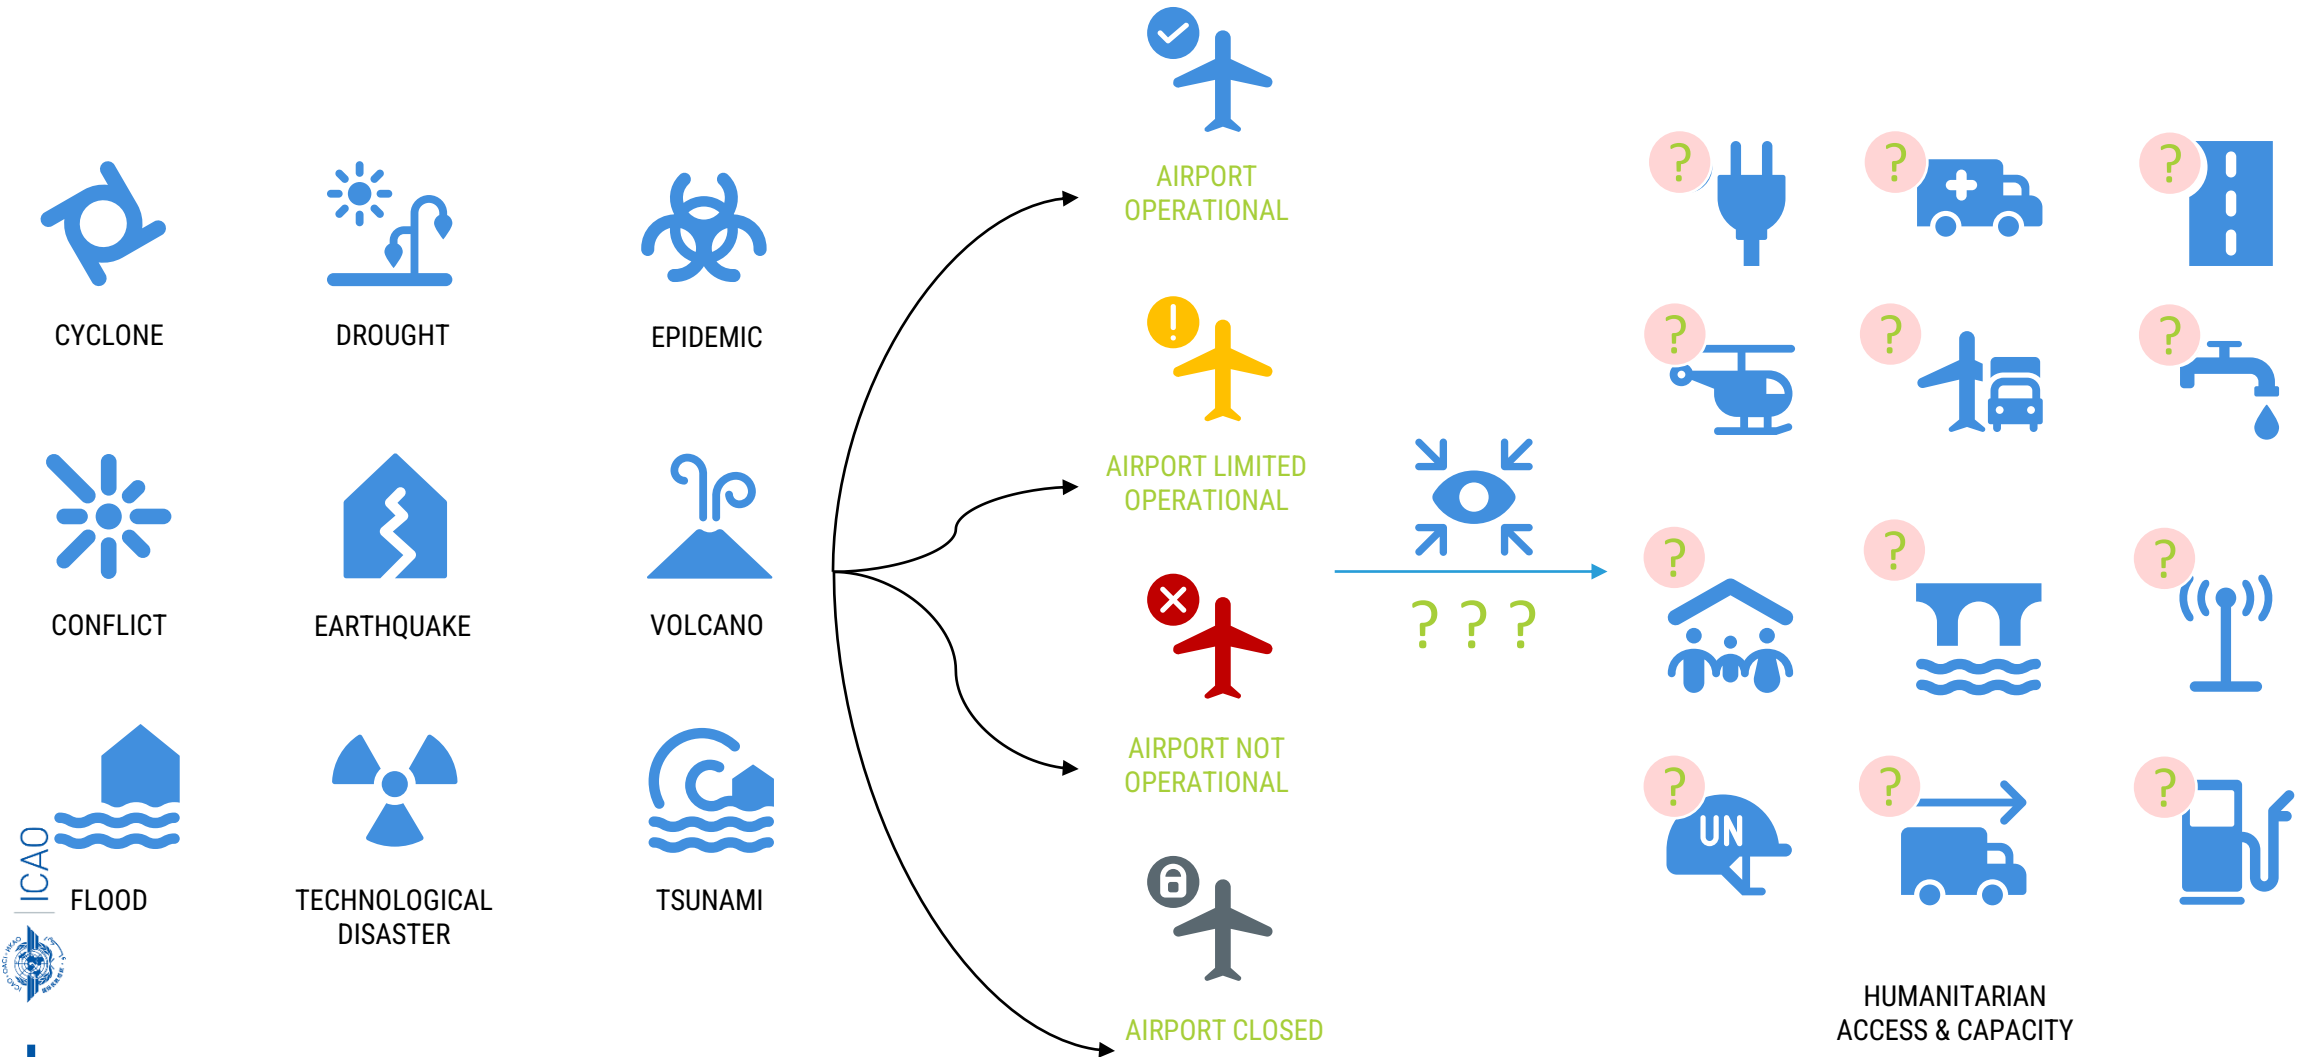 CYCLONE
DROUGHT
EPIDEMIC
CONFLICT
EARTHQUAKE
VOLCANO
FLOOD
TECHNOLOGICAL
DISASTER
TSUNAMI
ICAO
AIRPORT
OPERATIONAL
AIRPORT LIMITED
OPERATIONAL
AIRPORT NOT
OPERATIONAL
AIRPORT CLOSED
? ? ?
?
?
?
?
?
?
?
?
?
?
?
?
UN
HUMANITARIAN
ACCESS & CAPACITY